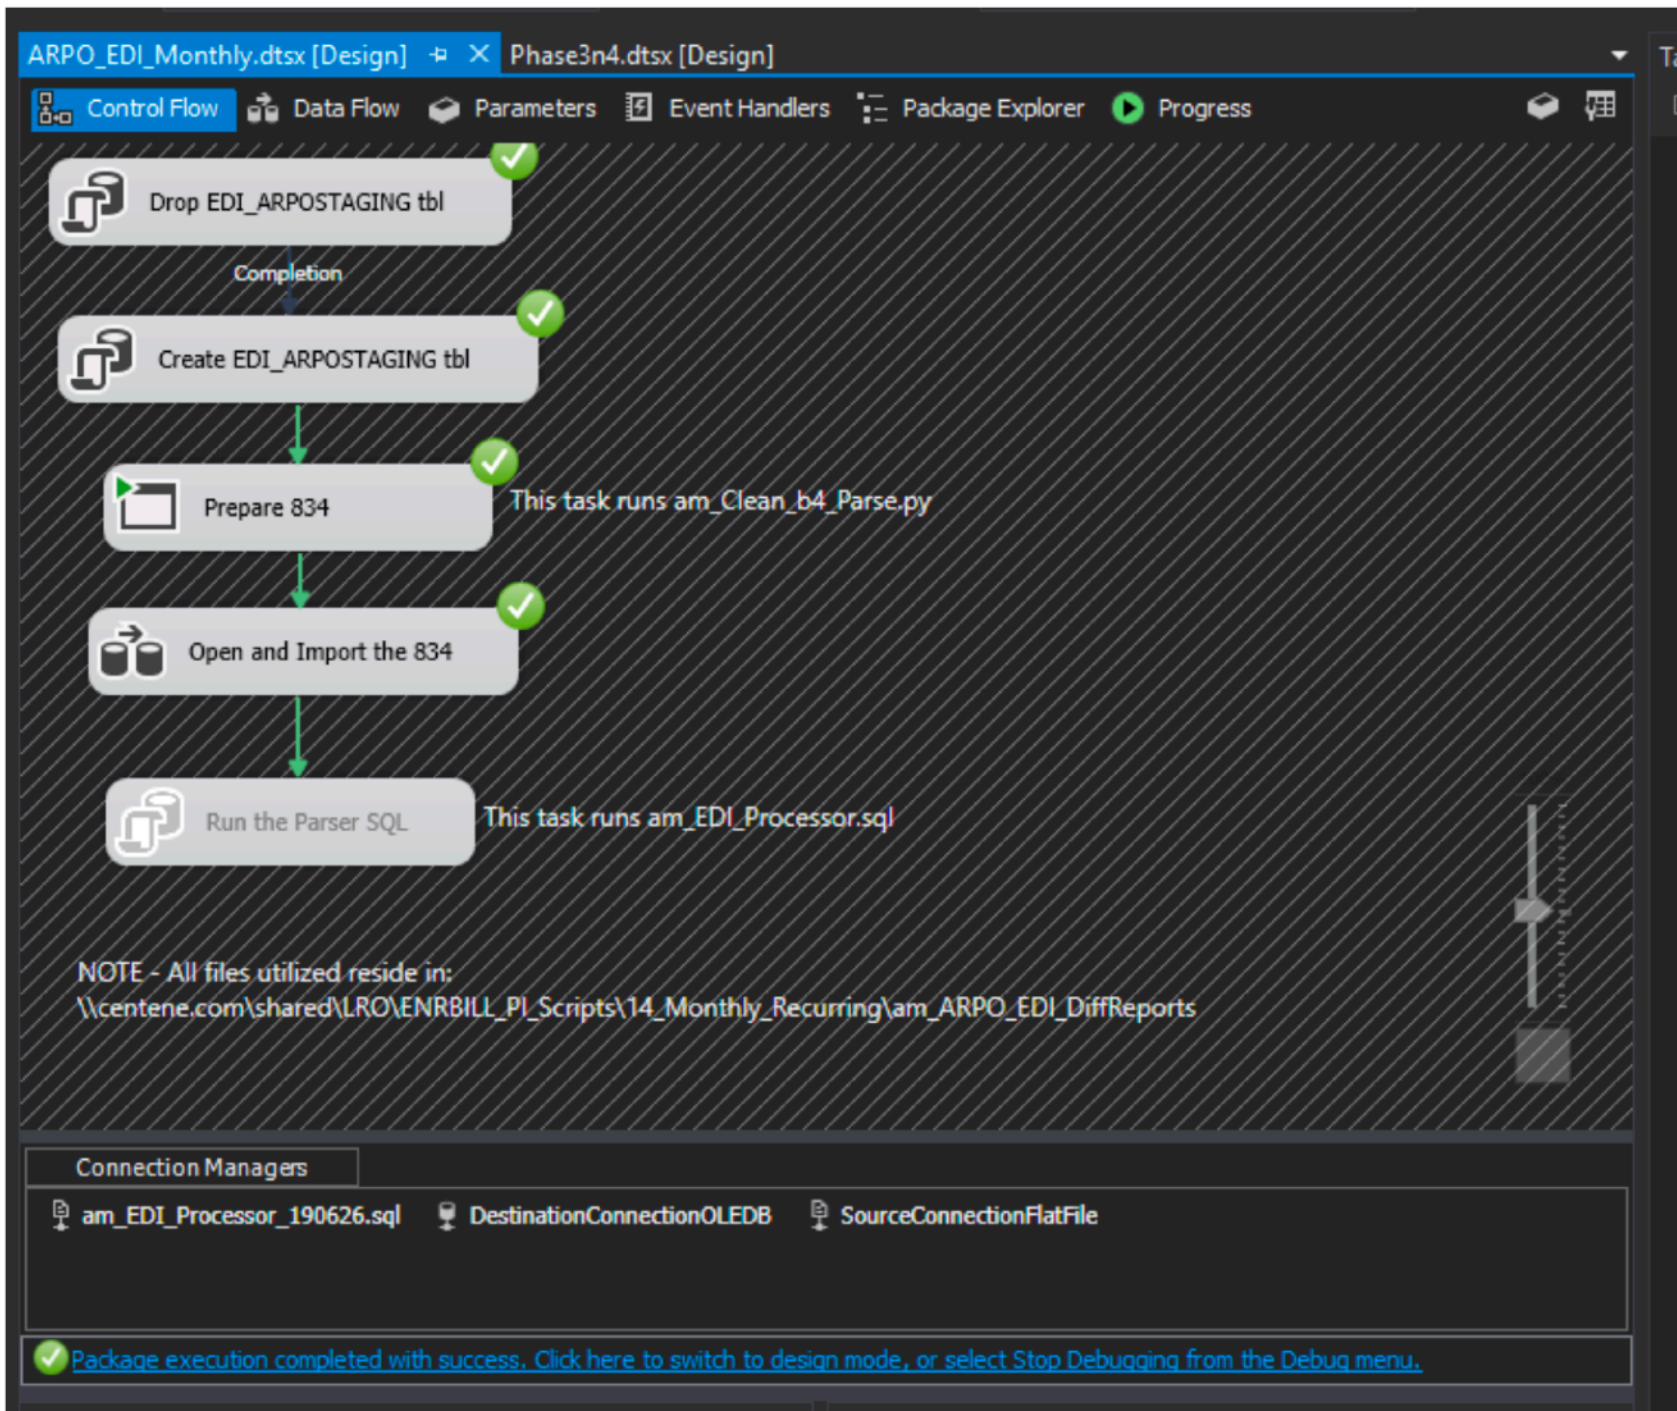 ARPO_EDI_Monthly.dtsx [Design] Phase3n4.dtsx [Design]
Control Flow Data Flow Parameters Event Handlers Package Explorer Progress
Drop EDI_ARPOSTAGING tbl
Completion
Create EDI_ARPOSTAGING tbl
Prepare 834
This task runs am_Clean_b4_Parse.py
Open and Import the 834
Run the Parser SQL
This task runs am_EDI_Processor.sql
NOTE - All files utilized reside in:
\\centene.com\shared\LRO\ENRBILL_PI_Scripts\14_Monthly_Recurring\am_ARPO_EDI_DiffReports
Connection Managers
am_EDI_Processor_190626.sql DestinationConnectionOLEDB SourceConnectionFlatFile
Package execution completed with success. Click here to switch to design mode, or select Stop Debugging from the Debug menu.